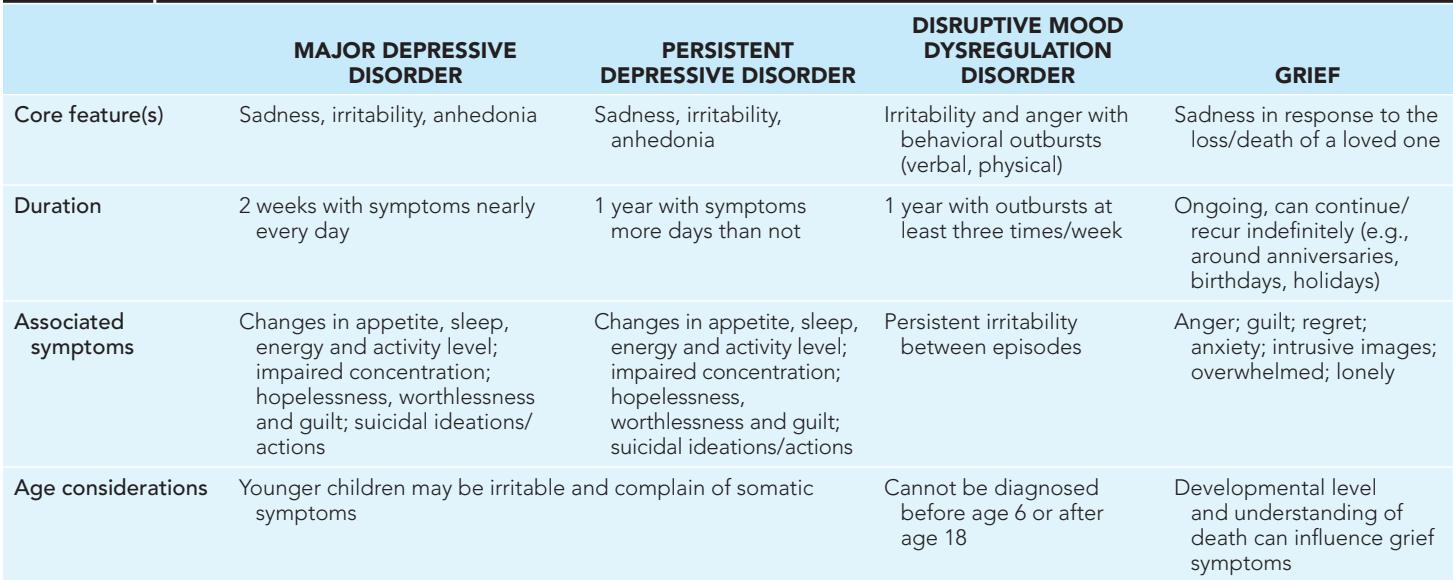 MAJOR DEPRESSIVE
DISORDER
PERSISTENT
DEPRESSIVE DISORDER
DISRUPTIVE MOOD
DYSREGULATION
DISORDER
GRIEF
Core feature(s)
Sadness, irritability, anhedonia
Sadness, irritability,
anhedonia
Irritability and anger with
behavioral outbursts
(verbal, physical)
Sadness in response to the
loss/death of a loved one
Duration
2 weeks with symptoms nearly
every day
1 year with symptoms
more days than not
1 year with outbursts at
least three times/week
Ongoing, can continue/
recur indefinitely (e.g.,
around anniversaries,
birthdays, holidays)
Associated
symptoms
Changes in appetite, sleep,
energy and activity level;
impaired concentration;
hopelessness, worthlessness
and guilt; suicidal ideations/
actions
Changes in appetite, sleep,
energy and activity level;
impaired concentration;
hopelessness,
worthlessness and guilt;
suicidal ideations/actions
Persistent irritability
between episodes
Anger; guilt; regret;
anxiety; intrusive images;
overwhelmed; lonely
Age considerations
Younger children may be irritable and complain of somatic
symptoms
Cannot be diagnosed
before age 6 or after
age 18
Developmental level
and understanding of
death can influence grief
symptoms